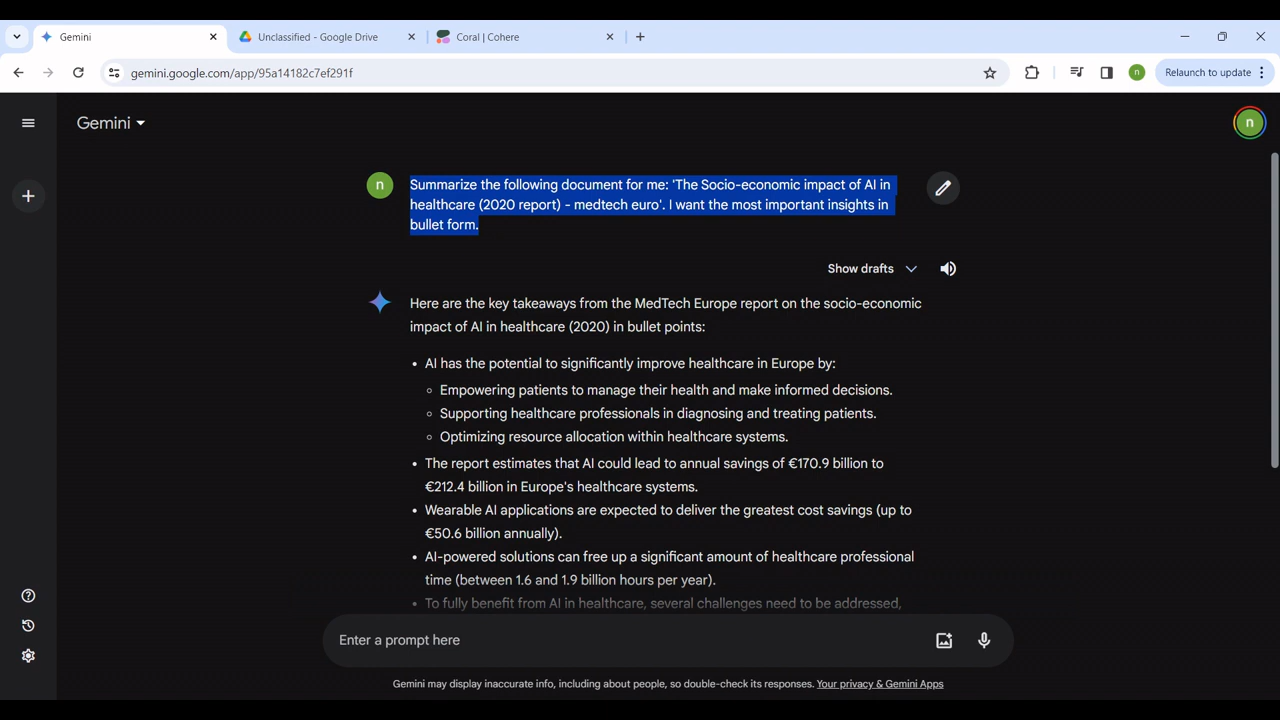 Gemini
Unclassified - Google Drive
Coral | Cohere
gemini.google.com/app/95a14182c7ef291f
n
Relaunch to update
Gemini
n
n
Summarize the following document for me: 'The Socio-economic impact of AI in
healthcare (2020 report) - medtech euro'. I want the most important insights in
bullet form.
Show drafts
Here are the key takeaways from the MedTech Europe report on the socio-economic
impact of AI in healthcare (2020) in bullet points:
• AI has the potential to significantly improve healthcare in Europe by:
◦ Empowering patients to manage their health and make informed decisions.
◦ Supporting healthcare professionals in diagnosing and treating patients.
◦ Optimizing resource allocation within healthcare systems.
• The report estimates that AI could lead to annual savings of €170.9 billion to
€212.4 billion in Europe's healthcare systems.
• Wearable AI applications are expected to deliver the greatest cost savings (up to
€50.6 billion annually).
• AI-powered solutions can free up a significant amount of healthcare professional
time (between 1.6 and 1.9 billion hours per year).
• To fully benefit from AI in healthcare, several challenges need to be addressed,
Enter a prompt here
Gemini may display inaccurate info, including about people, so double-check its responses. Your privacy & Gemini Apps